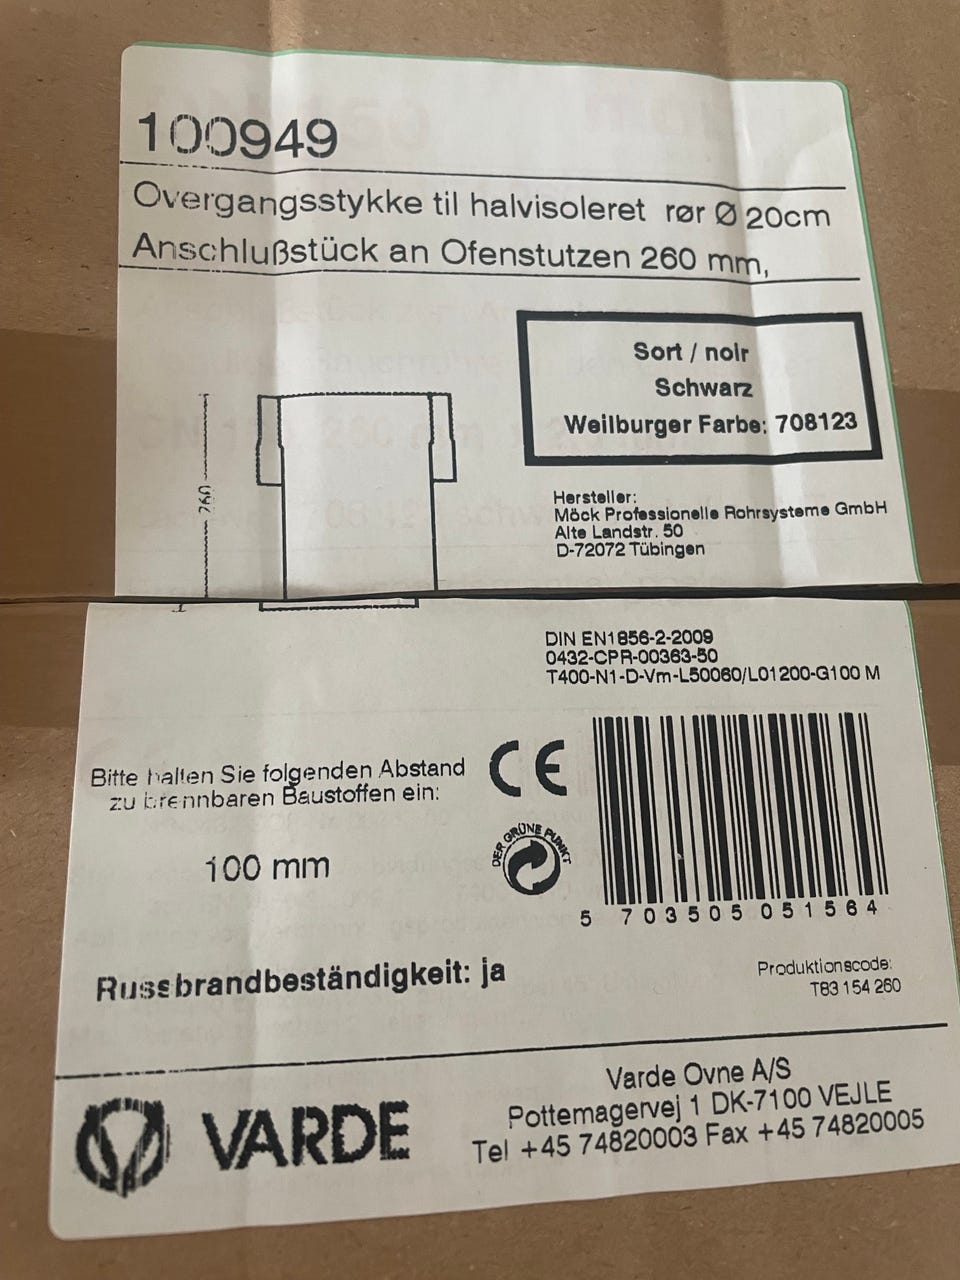 100949
Overgangsstykke til halvisoleret rør Ø 20cm
Anschlußstück an Ofenstutzen 260 mm,
Sort / noir
Schwarz
Weilburger Farbe: 708123
260
Hersteller:
Möck Professionelle Rohrsysteme GmbH
Alte Landstr. 50
D-72072 Tübingen
DIN EN1856-2-2009
0432-CPR-00363-50
T400-N1-D-Vm-L50060/L01200-G100 M
Bitte halten Sie folgenden Abstand
zu brennbaren Baustoffen ein:
100 mm
CE
DER GRÜNE PUNKT
5 703505 051564
Russbrandbeständigkeit: ja
Produktionscode:
T83 154 260
VARDE
Varde Ovne A/S
Pottemagervej 1 DK-7100 VEJLE
Tel +45 74820003 Fax +45 74820005